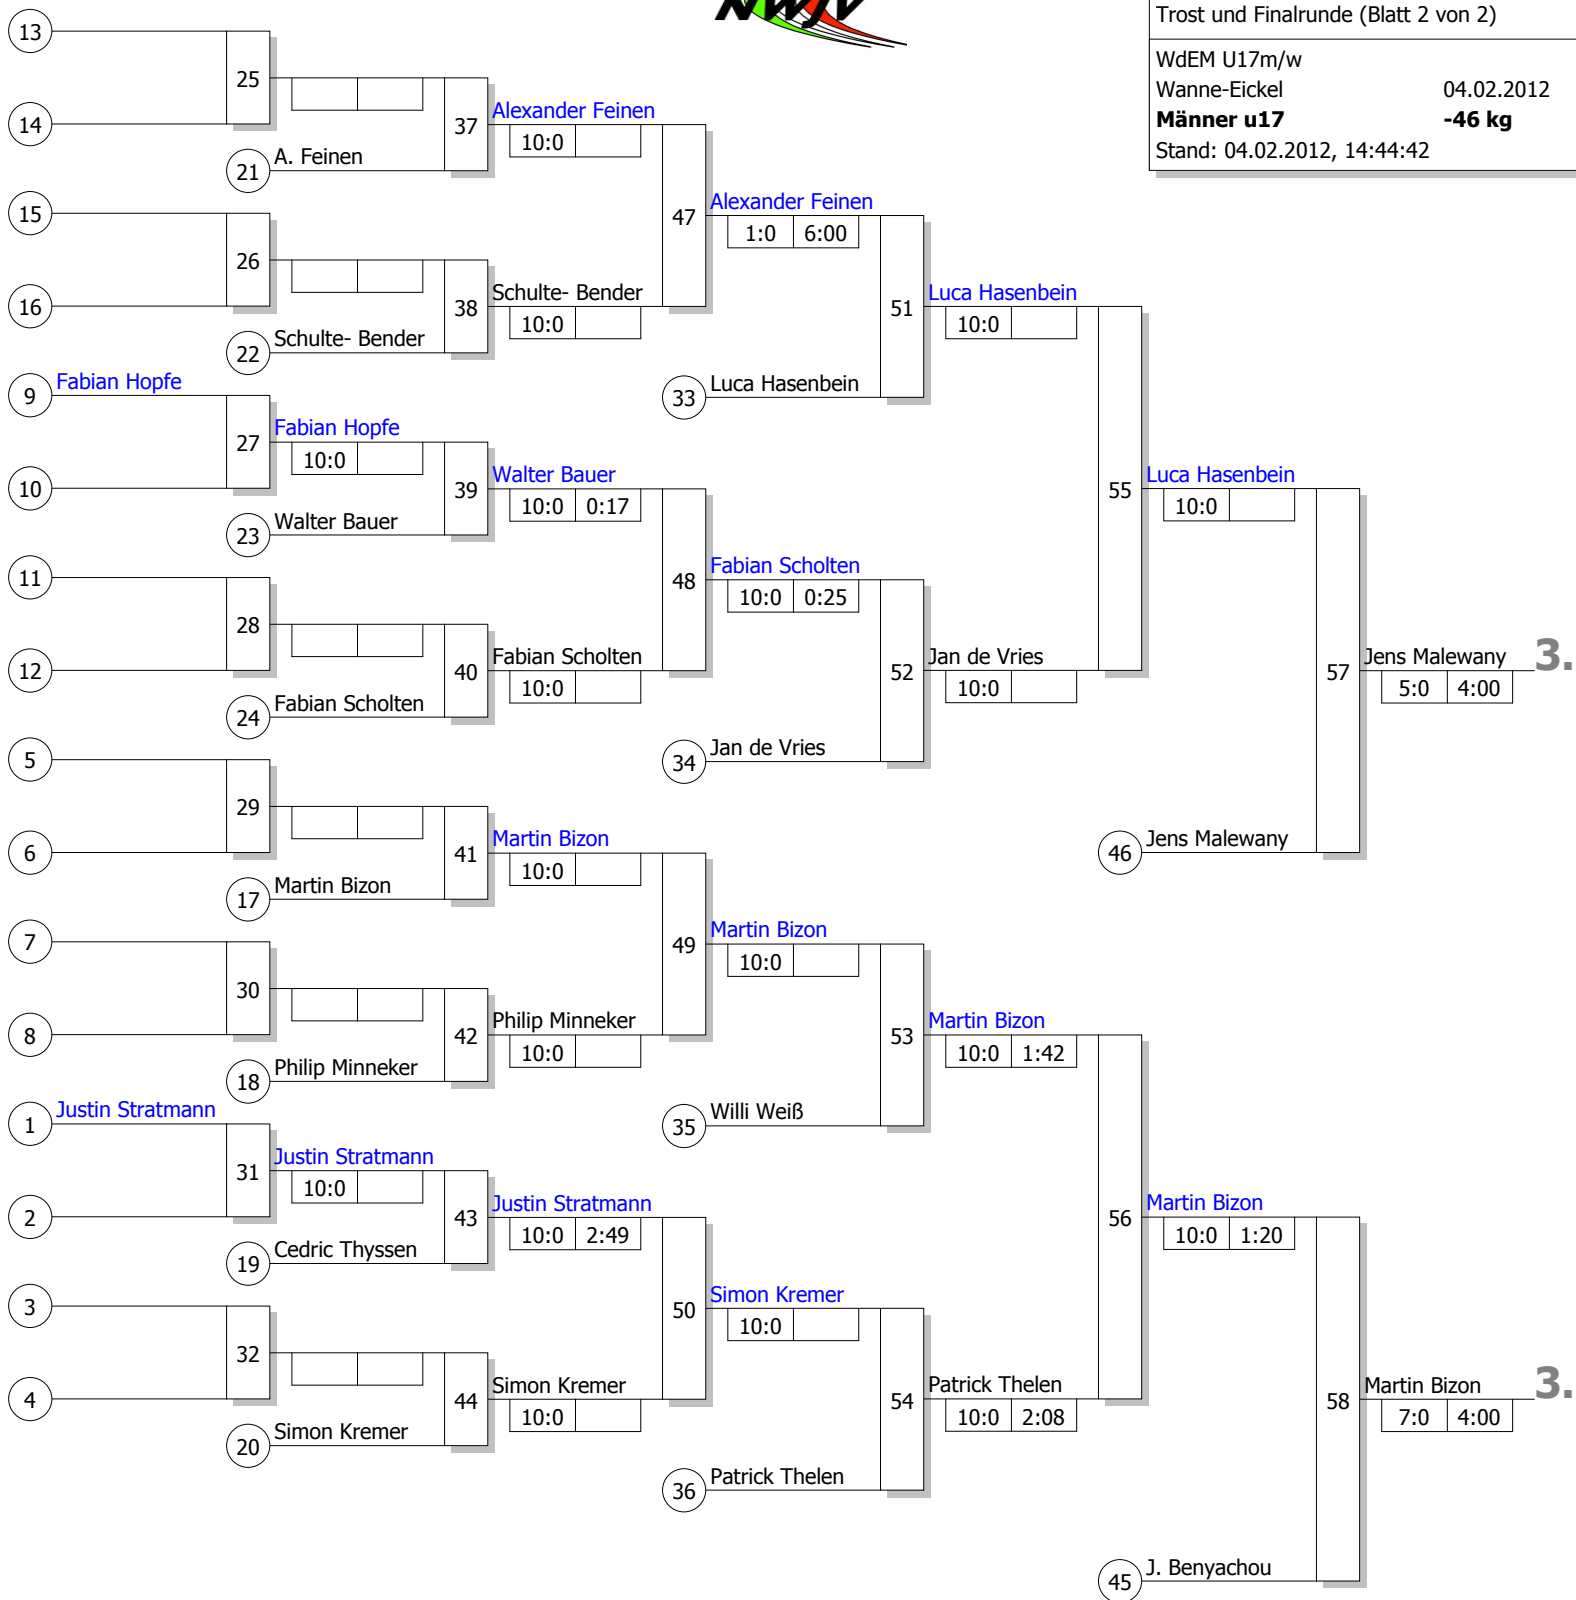 NWJV
Trost und Finalrunde (Blatt 2 von 2)
WdEM U17m/w
Wanne-Eickel 04.02.2012
Männer u17 -46 kg
Stand: 04.02.2012, 14:44:42
13
25
14
37
Alexander Feinen
10:0
21
A. Feinen
15
47
Alexander Feinen
1:0 6:00
26
16
38
Schulte- Bender
10:0
51
Luca Hasenbein
10:0
22
Schulte- Bender
9
Fabian Hopfe
33
Luca Hasenbein
27
Fabian Hopfe
10:0
10
39
Walter Bauer
10:0 0:17
55
Luca Hasenbein
10:0
23
Walter Bauer
11
48
Fabian Scholten
10:0 0:25
28
12
40
Fabian Scholten
10:0
52
Jan de Vries
10:0
57
Jens Malewany
5:0 4:00
3.
24
Fabian Scholten
5
34
Jan de Vries
29
6
41
Martin Bizon
10:0
46
Jens Malewany
17
Martin Bizon
7
49
Martin Bizon
10:0
30
8
42
Philip Minneker
10:0
53
Martin Bizon
10:0 1:42
18
Philip Minneker
1
Justin Stratmann
35
Willi Weiß
31
Justin Stratmann
10:0
2
43
Justin Stratmann
10:0 2:49
56
Martin Bizon
10:0 1:20
19
Cedric Thyssen
3
50
Simon Kremer
10:0
32
4
44
Simon Kremer
10:0
54
Patrick Thelen
10:0 2:08
58
Martin Bizon
7:0 4:00
3.
20
Simon Kremer
36
Patrick Thelen
45
J. Benyachou